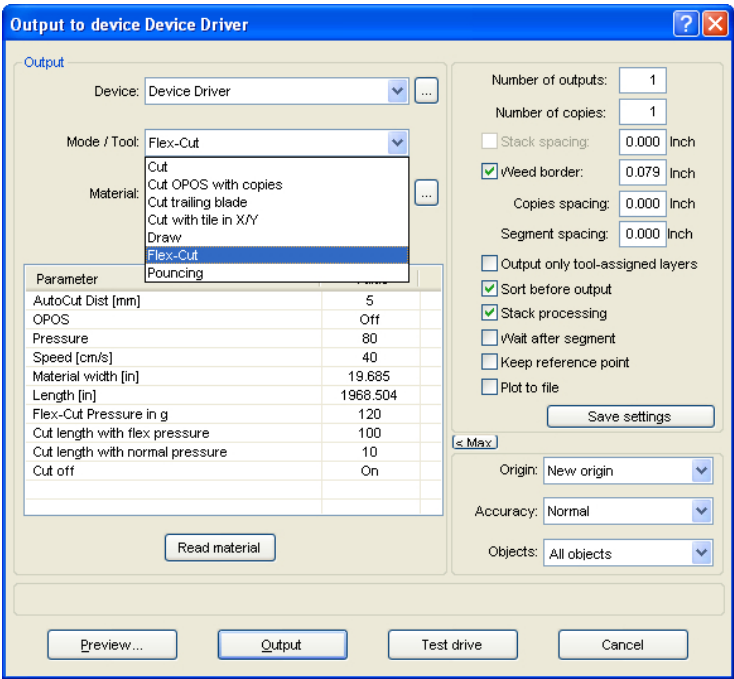 Output to device Device Driver
Output
Device: Device Driver ...
Mode / Tool: Flex-Cut
Cut
Cut OPOS with copies
Material: ...
Cut trailing blade
Cut with tile in X/Y
Draw
Flex-Cut
Pouncing
Parameter
AutoCut Dist [mm] 5
OPOS Off
Pressure 80
Speed [cm/s] 40
Material width [in] 19.685
Length [in] 1968.504
Flex-Cut Pressure in g 120
Cut length with flex pressure 100
Cut length with normal pressure 10
Cut off On
Read material
Number of outputs: 1
Number of copies: 1
Stack spacing: 0.000 Inch
Weed border: 0.079 Inch
Copies spacing: 0.000 Inch
Segment spacing: 0.000 Inch
Output only tool-assigned layers
Sort before output
Stack processing
Wait after segment
Keep reference point
Plot to file
Save settings
< Max
Origin: New origin
Accuracy: Normal
Objects: All objects
Preview... Output Test drive Cancel